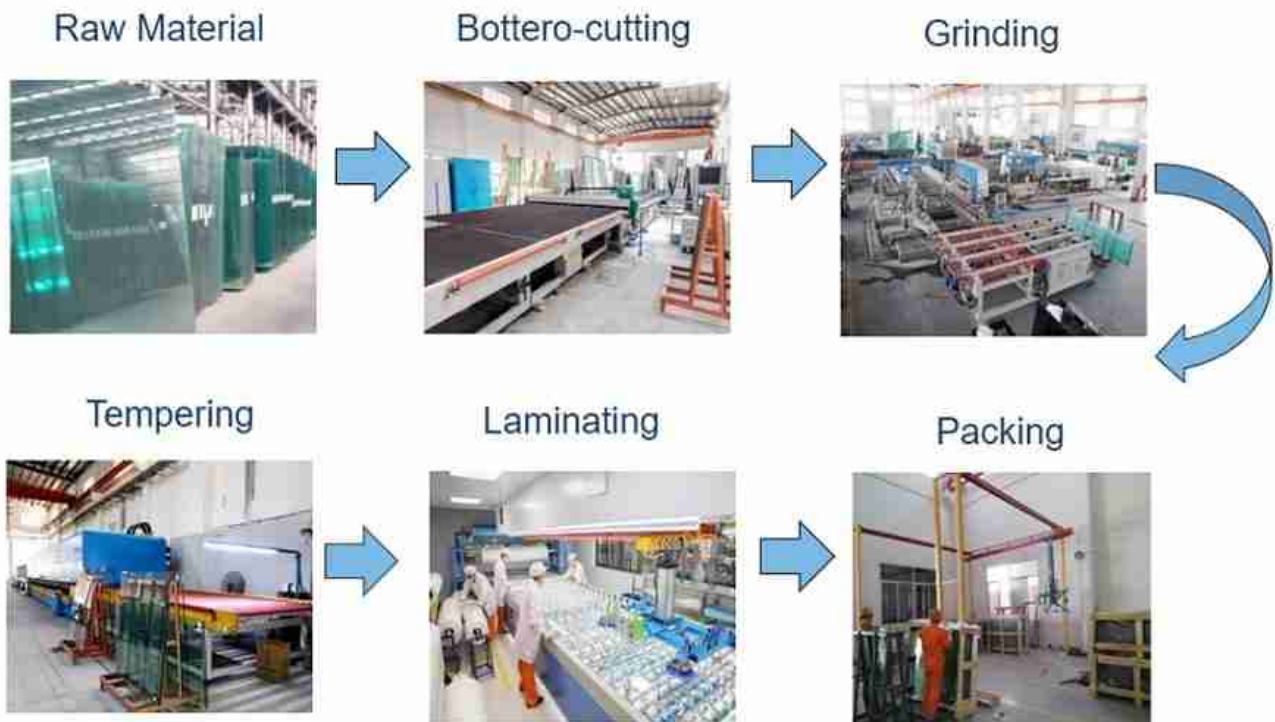 Raw Material
Bottero-cutting
Grinding
Tempering
Laminating
Packing